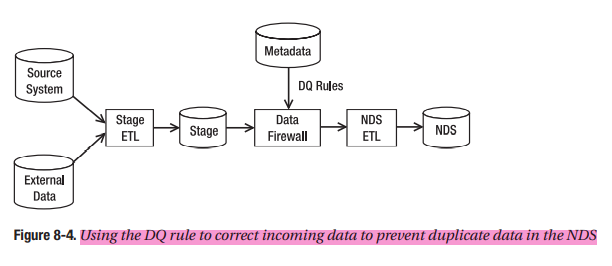 Metadata
Source
System
DQ Rules
Stage
ETL
Stage
Data
Firewall
NDS
ETL
NDS
External
Data
Figure 8-4. Using the DQ rule to correct incoming data to prevent duplicate data in the NDS